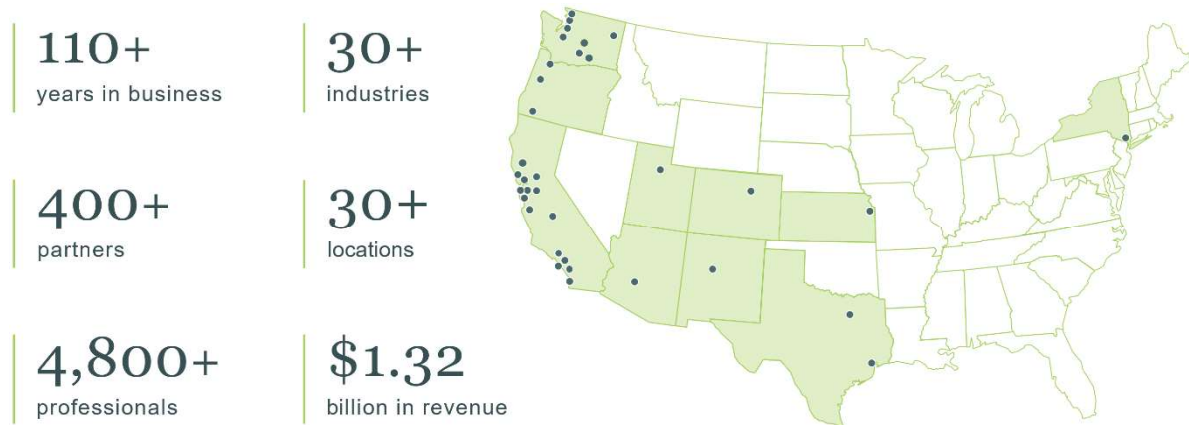 110+
years in business
30+
industries
400+
partners
30+
locations
4,800+
professionals
$1.32
billion in revenue